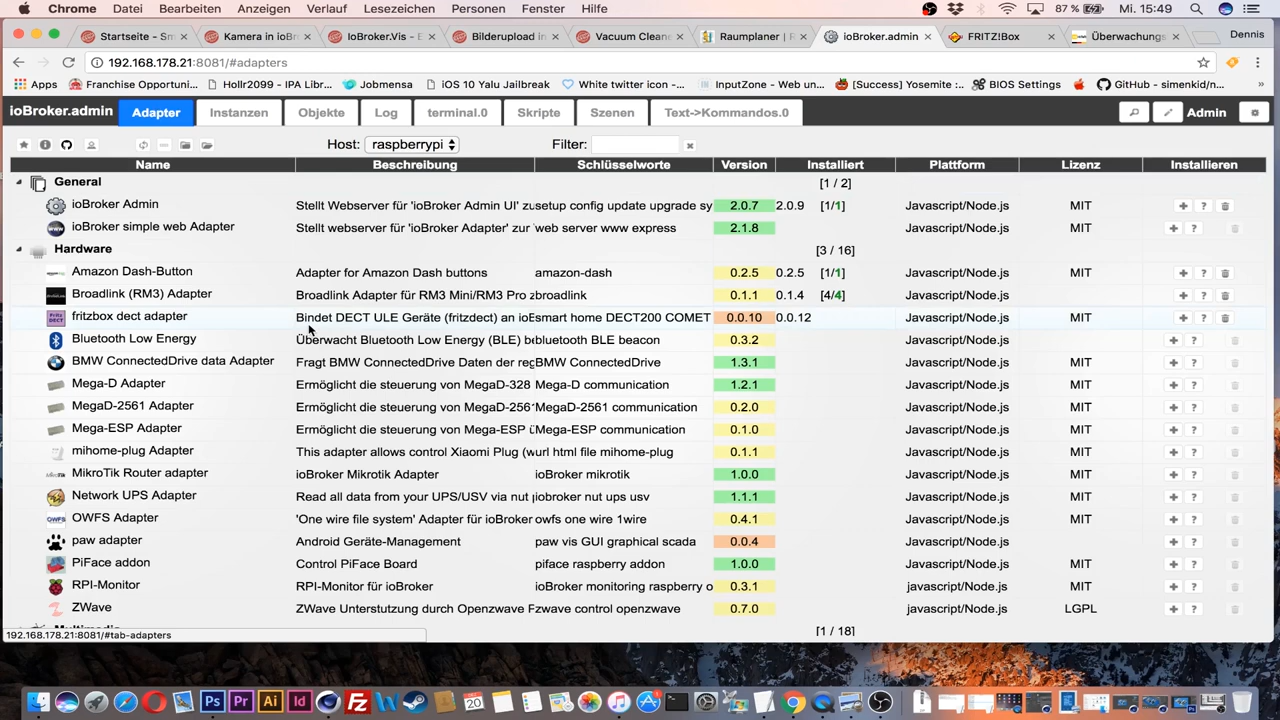 Chrome Datei Bearbeiten Anzeigen Verlauf Lesezeichen Personen Fenster Hilfe 87 % Mi. 15:49
Startseite - Sm Kamera in ioBr ioBroker.Vis - E Bilderupload in Vacuum Cleane Raumplaner | R ioBroker.admin FRITZ!Box Überwachungs Dennis
192.168.178.21:8081/#adapters
Apps Franchise Opportuni... Hollr2099r - IPA Libr... Jobmensa iOS 10 Yalu Jailbreak White twitter icon -... InputZone - Web un... [Success] Yosemite :... BIOS Settings GitHub - simenkid/n... »
ioBroker.admin Adapter Instanzen Objekte Log terminal.0 Skripte Szenen Text->Kommandos.0 Admin
Host: raspberrypi Filter:
Name Beschreibung Schlüsselworte Version Installiert Plattform Lizenz Installieren
General [1 / 2]
ioBroker Admin Stellt Webserver für 'ioBroker Admin UI' zu setup config update upgrade sy 2.0.7 2.0.9 [1/1] Javascript/Node.js MIT
ioBroker simple web Adapter Stellt webserver für 'ioBroker Adapter' zur web server www express 2.1.8 Javascript/Node.js MIT
Hardware [3 / 16]
Amazon Dash-Button Adapter for Amazon Dash buttons amazon-dash 0.2.5 0.2.5 [1/1] Javascript/Node.js MIT
Broadlink (RM3) Adapter Broadlink Adapter für RM3 Mini/RM3 Pro z broadlink 0.1.1 0.1.4 [4/4] Javascript/Node.js MIT
fritzbox dect adapter Bindet DECT ULE Geräte (fritzdect) an ioE smart home DECT200 COMET 0.0.10 0.0.12 Javascript/Node.js MIT
Bluetooth Low Energy Überwacht Bluetooth Low Energy (BLE) b bluetooth BLE beacon 0.3.2 Javascript/Node.js
BMW ConnectedDrive data Adapter Fragt BMW ConnectedDrive Daten der reg BMW ConnectedDrive 1.3.1 Javascript/Node.js MIT
Mega-D Adapter Ermöglicht die steuerung von MegaD-328 Mega-D communication 1.2.1 Javascript/Node.js MIT
MegaD-2561 Adapter Ermöglicht die steuerung von MegaD-256 MegaD-2561 communication 0.2.0 Javascript/Node.js MIT
Mega-ESP Adapter Ermöglicht die steuerung von Mega-ESP ü Mega-ESP communication 0.1.0 Javascript/Node.js MIT
mihome-plug Adapter This adapter allows control Xiaomi Plug (w url html file mihome-plug 0.1.1 Javascript/Node.js MIT
MikroTik Router adapter ioBroker Mikrotik Adapter ioBroker mikrotik 1.0.0 Javascript/Node.js MIT
Network UPS Adapter Read all data from your UPS/USV via nut iobroker nut ups usv 1.1.1 Javascript/Node.js MIT
OWFS Adapter 'One wire file system' Adapter für ioBroker owfs one wire 1wire 0.4.1 Javascript/Node.js MIT
paw adapter Android Geräte-Management paw vis GUI graphical scada 0.0.4 Javascript/Node.js
PiFace addon Control PiFace Board piface raspberry addon 1.0.0 Javascript/Node.js MIT
RPI-Monitor RPI-Monitor für ioBroker ioBroker monitoring raspberry o 0.3.1 javascript/Node.js MIT
ZWave ZWave Unterstutzung durch Openzwave F zwave control openzwave 0.7.0 javascript/Node.js LGPL
[1 / 18]
192.168.178.21:8081/#tab-adapters